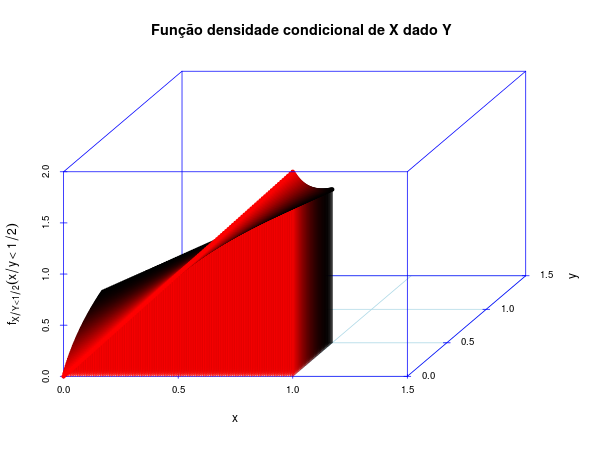 Função densidade condicional de X dado Y
2.0
1.5
1.0
0.5
0.0
f_{X/Y<1/2}(x/y<1/2)
0.0 0.5 1.0 1.5
x
0.0
0.5
1.0
1.5
y